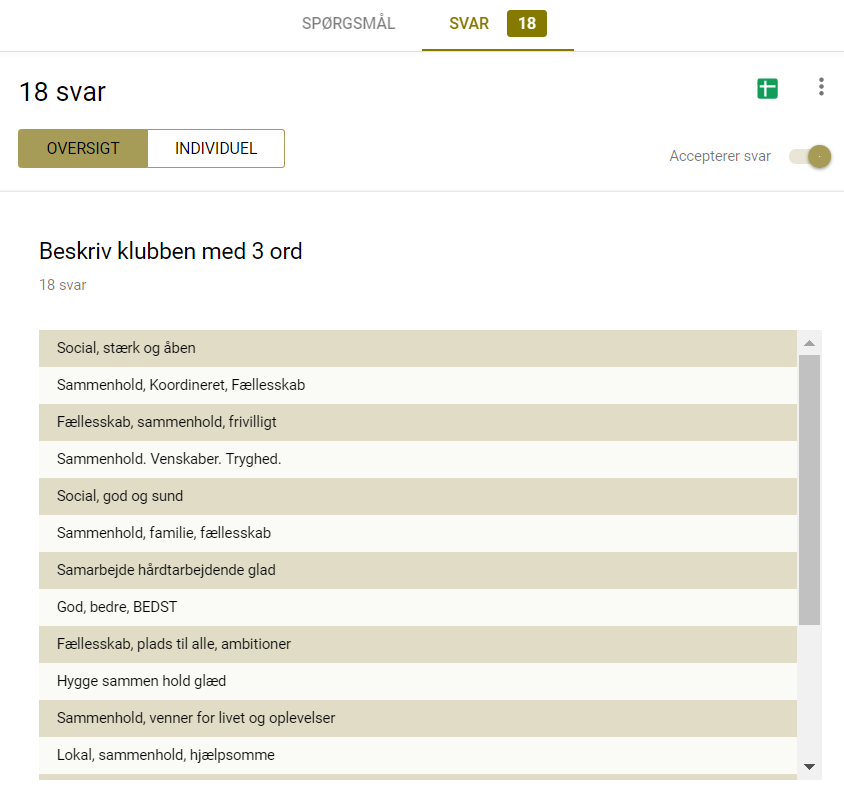 SPØRGSMÅL SVAR 18
18 svar
OVERSIGT INDIVIDUEL
Accepterer svar
Beskriv klubben med 3 ord
18 svar
Social, stærk og åben
Sammenhold, Koordineret, Fællesskab
Fællesskab, sammenhold, frivilligt
Sammenhold. Venskaber. Tryghed.
Social, god og sund
Sammenhold, familie, fællesskab
Samarbejde hårdtarbejdende glad
God, bedre, BEDST
Fællesskab, plads til alle, ambitioner
Hygge sammen hold glæd
Sammenhold, venner for livet og oplevelser
Lokal, sammenhold, hjælpsomme